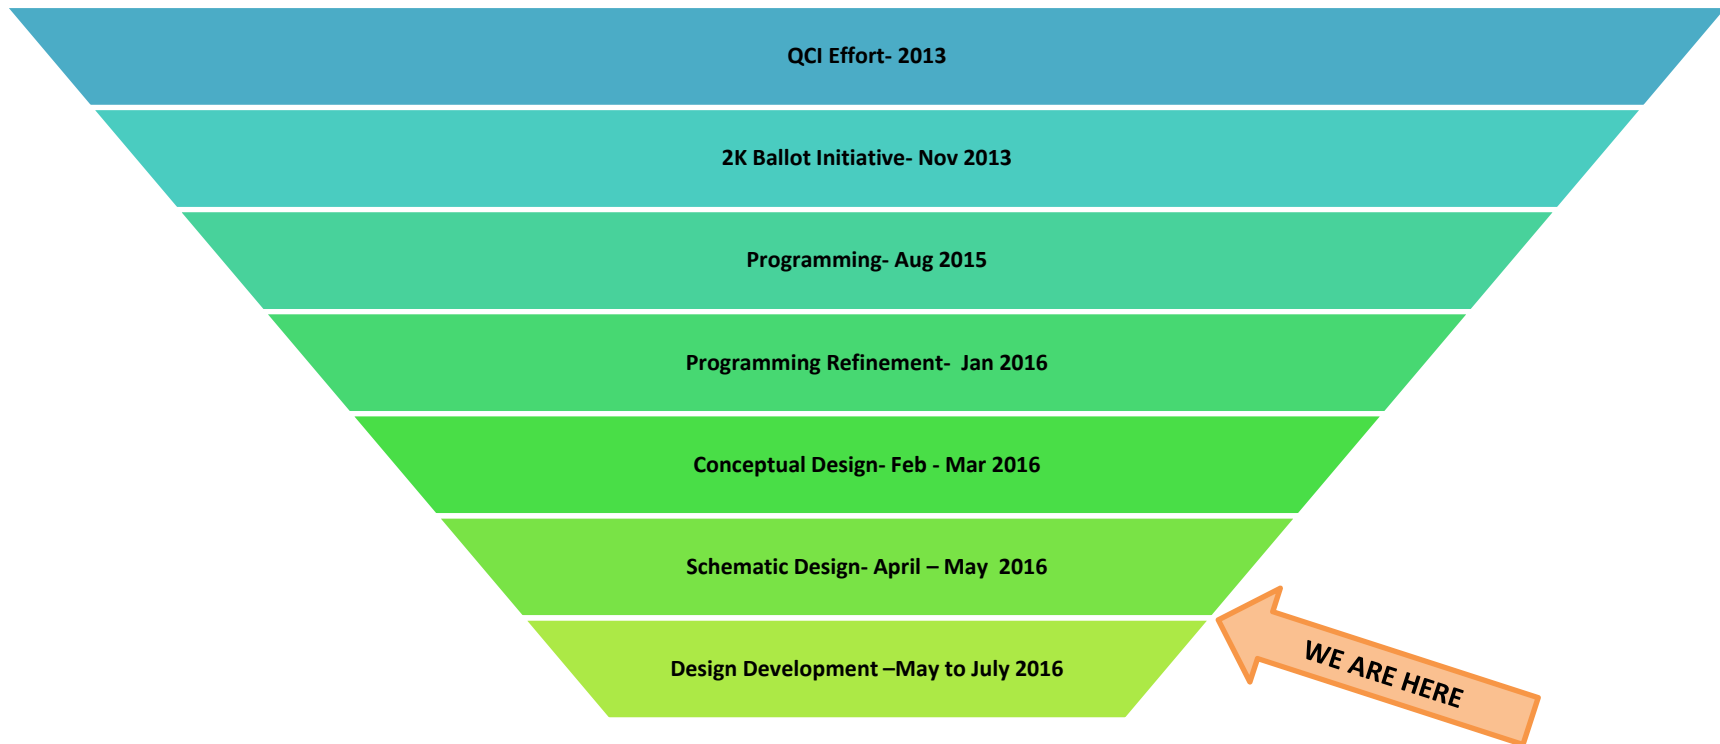 QCI Effort- 2013
2K Ballot Initiative- Nov 2013
Programming- Aug 2015
Programming Refinement-  Jan 2016
Conceptual Design- Feb - Mar 2016
Schematic Design- April – May  2016
Design Development –May to July 2016
WE ARE HERE